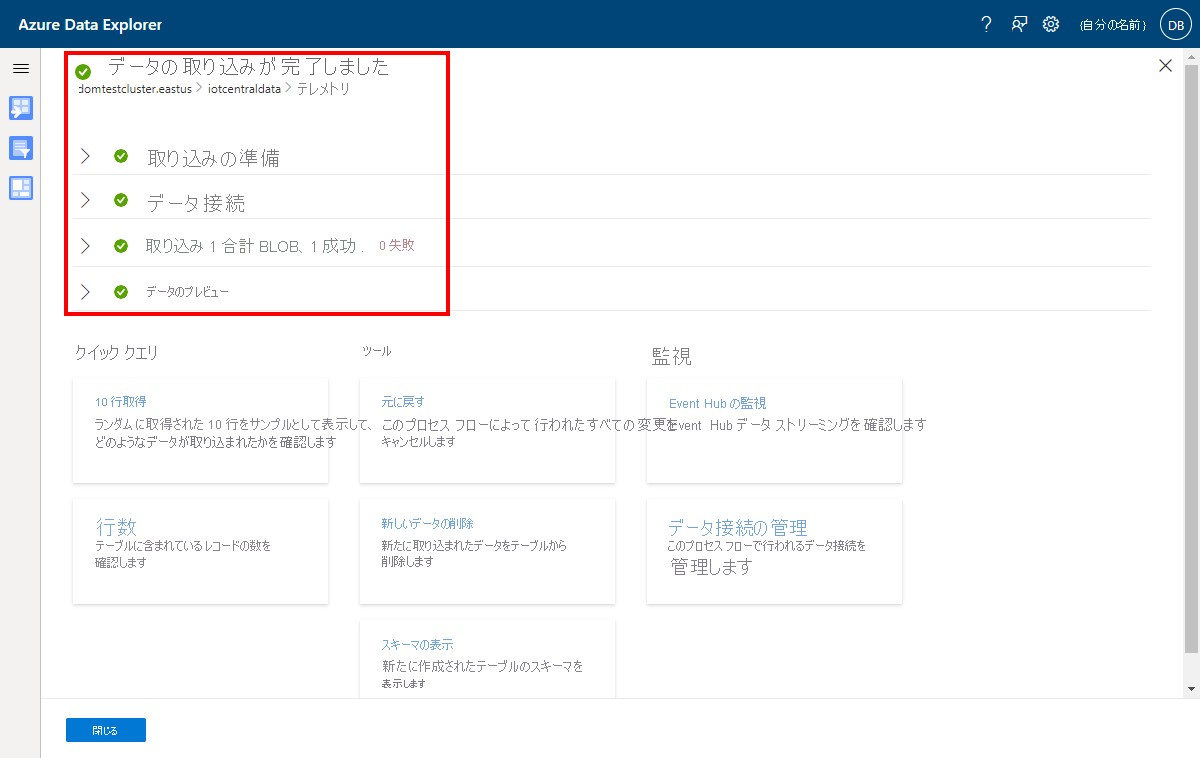 Azure Data Explorer
? {自分の名前} DB
データの取り込みが完了しました
domtestcluster.eastus > iotcentraldata > テレメトリ
取り込みの準備
データ接続
取り込み 1 合計 BLOB、1 成功. 0 失敗
データのプレビュー
クイック クエリ
10 行取得
ランダムに取得された 10 行をサンプルとして表示して、
どのようなデータが取り込まれたかを確認します
行数
テーブルに含まれているレコードの数を
確認します
ツール
元に戻す
このプロセス フローによって行われたすべての変更を
キャンセルします
新しいデータの削除
新たに取り込まれたデータをテーブルから
削除します
スキーマの表示
新たに作成されたテーブルのスキーマを
表示します
監視
Event Hub の監視
Event Hub データ ストリーミングを確認します
データ接続の管理
このプロセス フローで行われるデータ接続を
管理します
閉じる